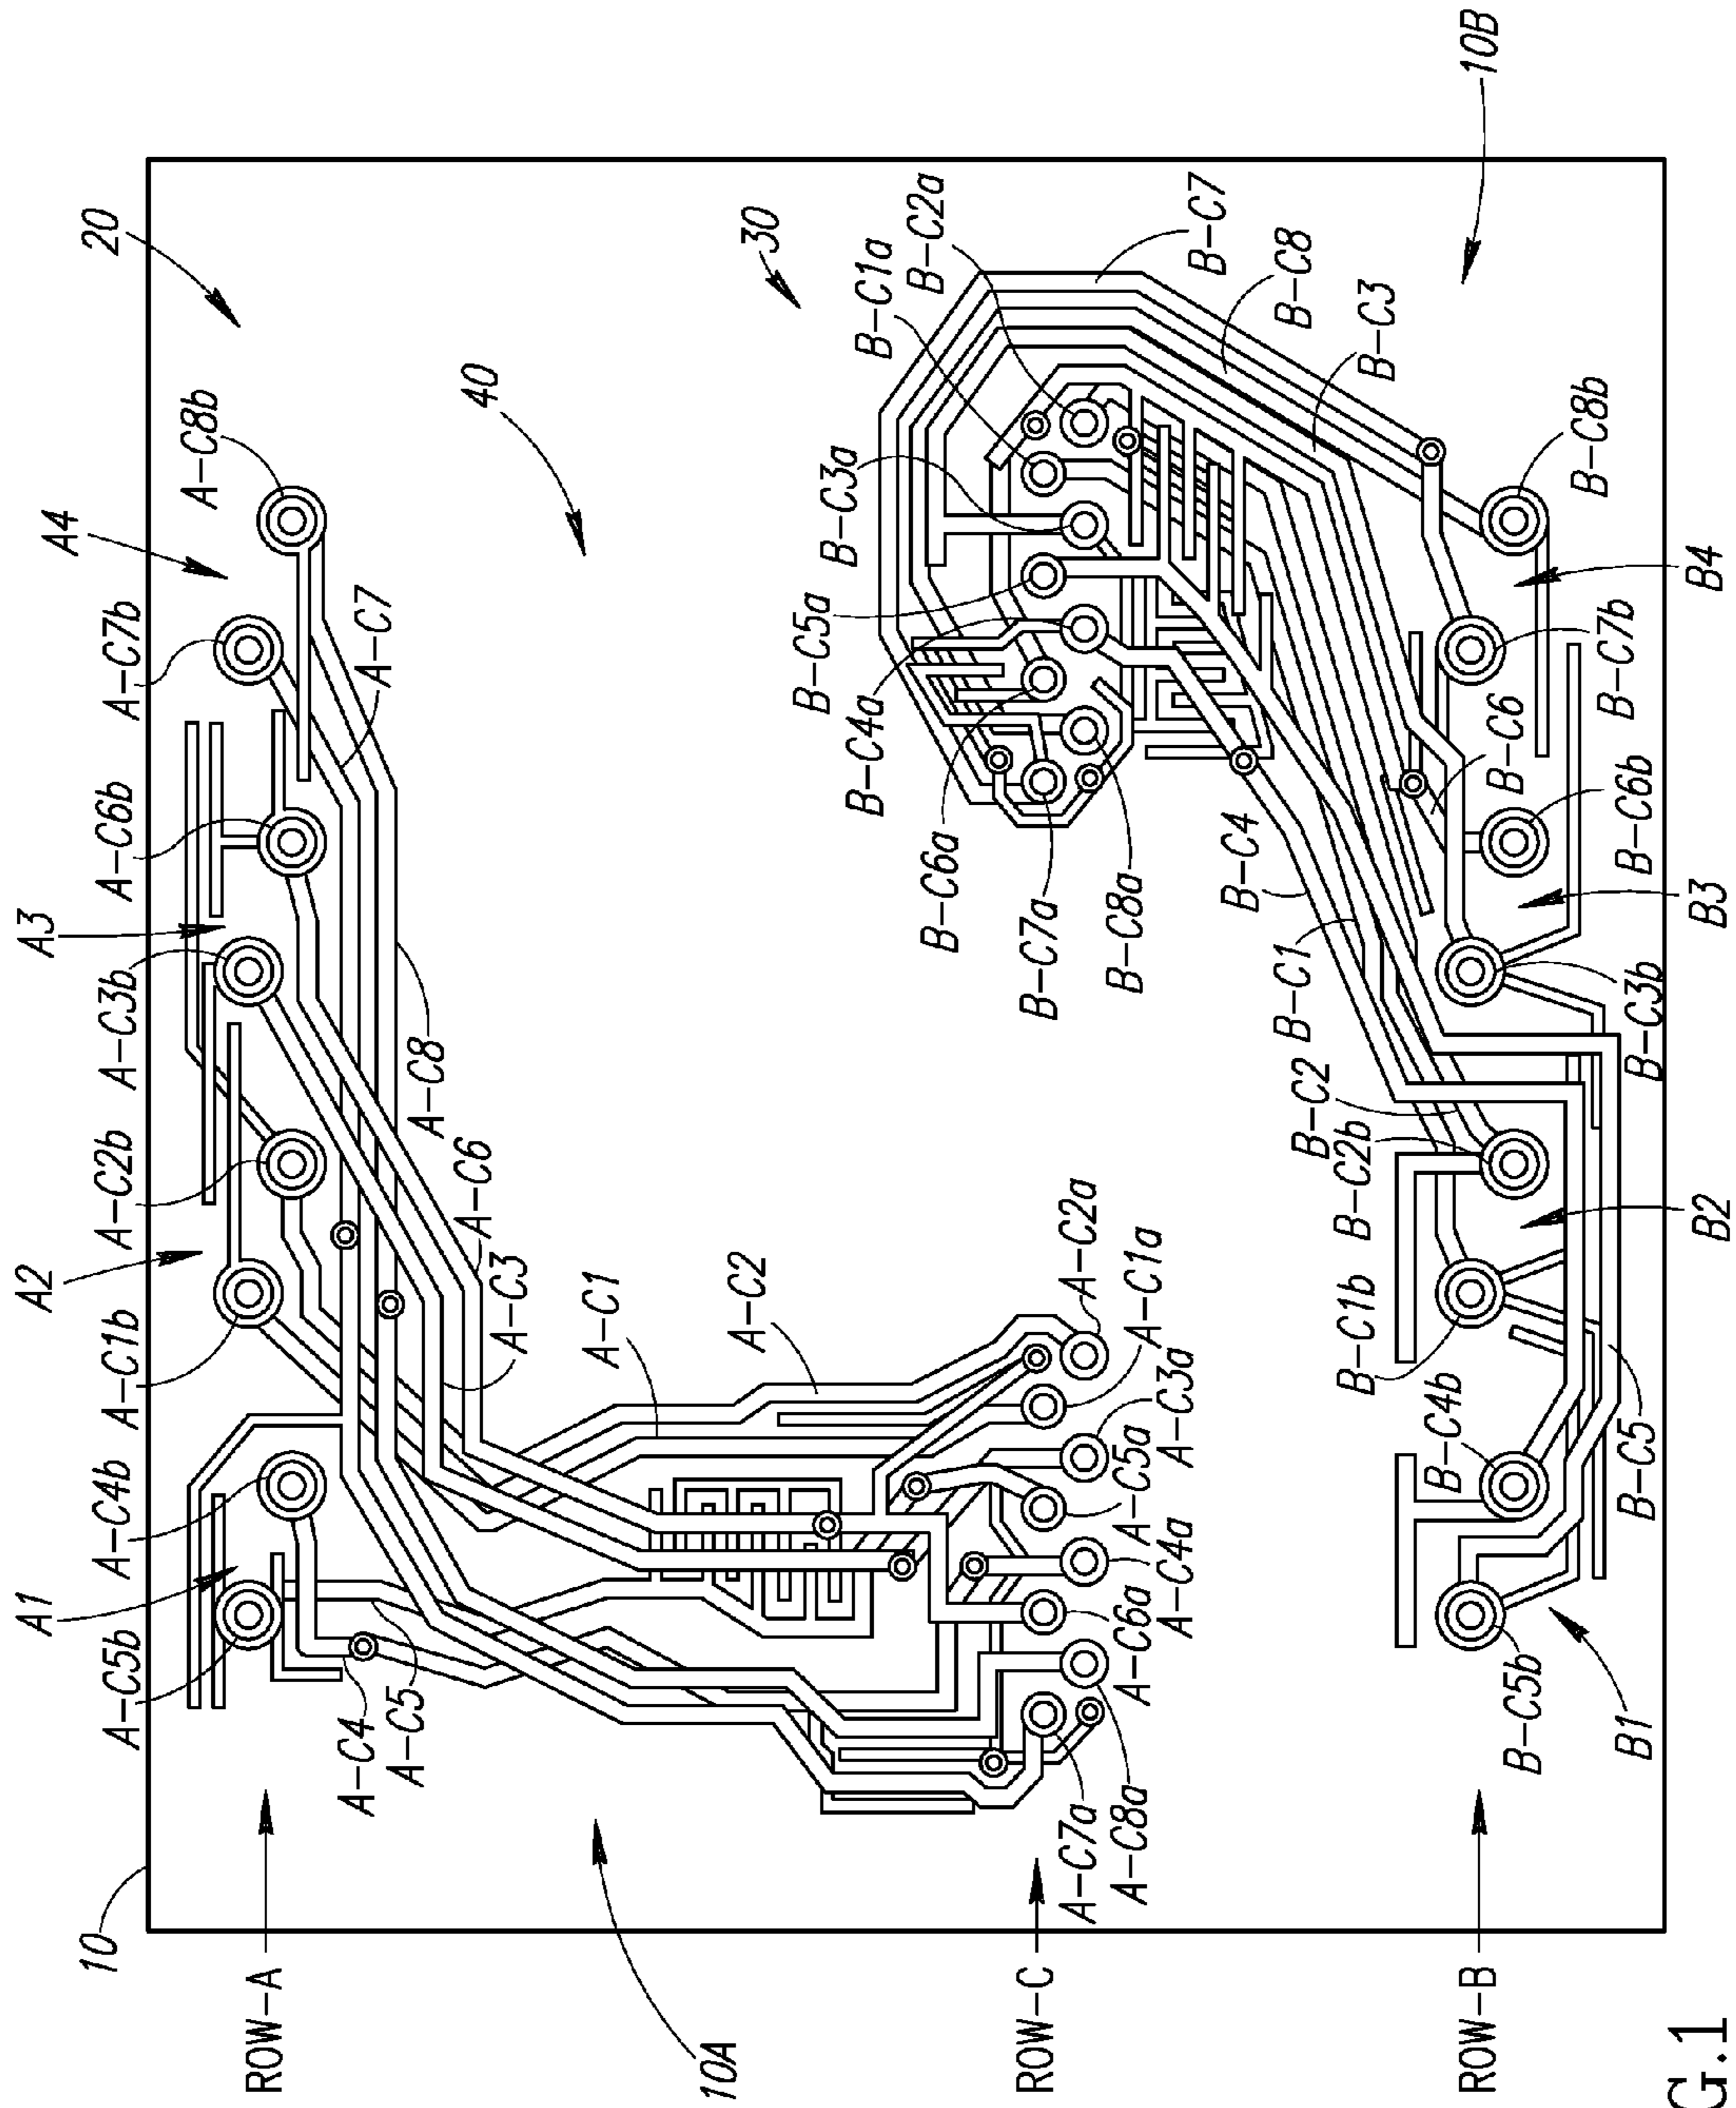 10
20
A1
A2
A3
A4
A-C5b
A-C4b
A-C1b
A-C2b
A-C3b
A-C6b
A-C7b
A-C8b
ROW-A
A-C4
A-C5
A-C7
A-C8
A-C6
A-C3
A-C1
A-C2
40
10A
30
B-C1a
B-C2a
B-C3a
B-C5a
B-C4a
B-C6a
B-C7a
B-C8a
B-C7
B-C8
B-C3
A-C2a
A-C1a
A-C3a
A-C5a
A-C4a
A-C6a
A-C8a
A-C7a
ROW-C
B-C4
B-C1
B-C2
B-C2b
B-C1b
B-C4b
B-C5
B-C5b
B-C6
B-C3b
B-C6b
B-C7b
B-C8b
B1
B2
B3
B4
10B
ROW-B
G.1